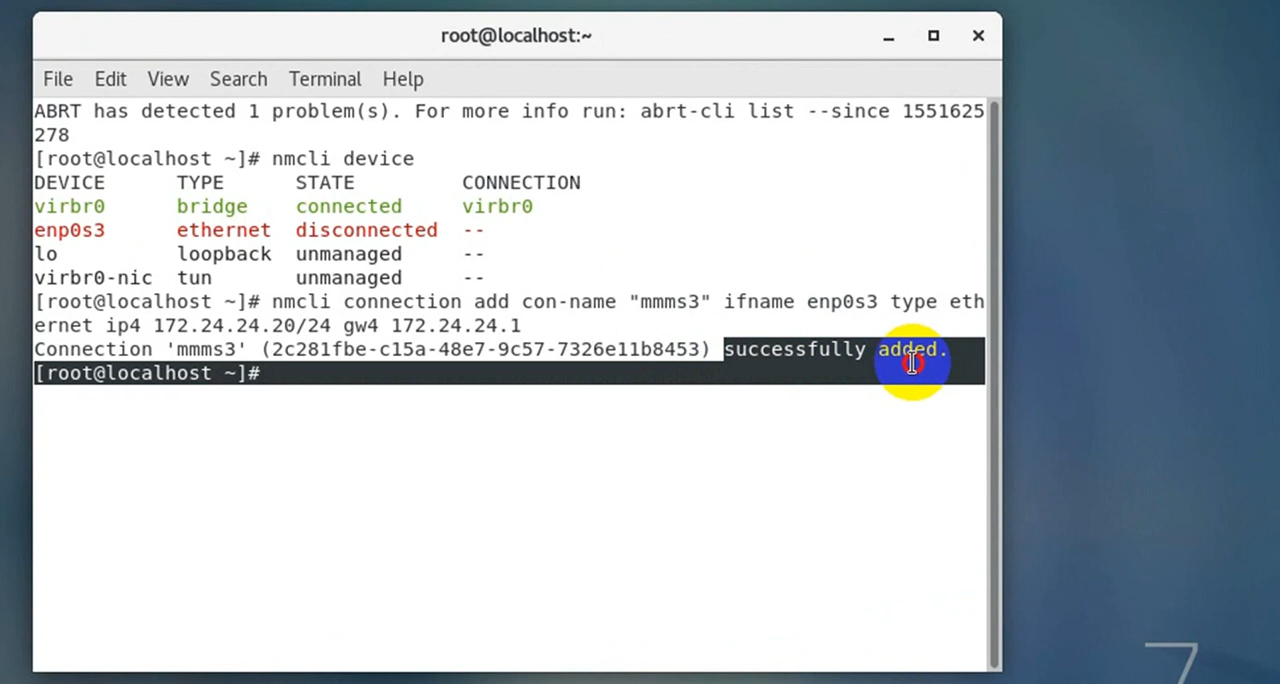 root@localhost:~
File Edit View Search Terminal Help
ABRT has detected 1 problem(s). For more info run: abrt-cli list --since 1551625
278
[root@localhost ~]# nmcli device
DEVICE TYPE STATE CONNECTION
virbr0 bridge connected virbr0
enp0s3 ethernet disconnected --
lo loopback unmanaged --
virbr0-nic tun unmanaged --
[root@localhost ~]# nmcli connection add con-name "mmms3" ifname enp0s3 type eth
ernet ip4 172.24.24.20/24 gw4 172.24.24.1
Connection 'mmms3' (2c281fbe-c15a-48e7-9c57-7326e11b8453) successfully added.
[root@localhost ~]#
7